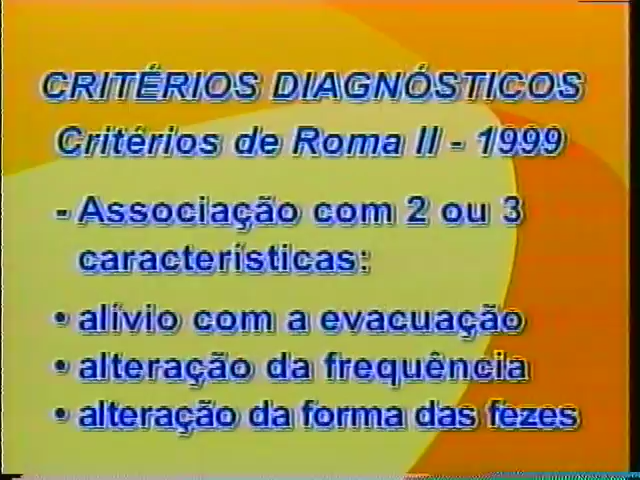 CRITÉRIOS DIAGNÓSTICOS
Critérios de Roma II - 1999
- Associação com 2 ou 3
características:
• alívio com a evacuação
• alteração da frequência
• alteração da forma das fezes